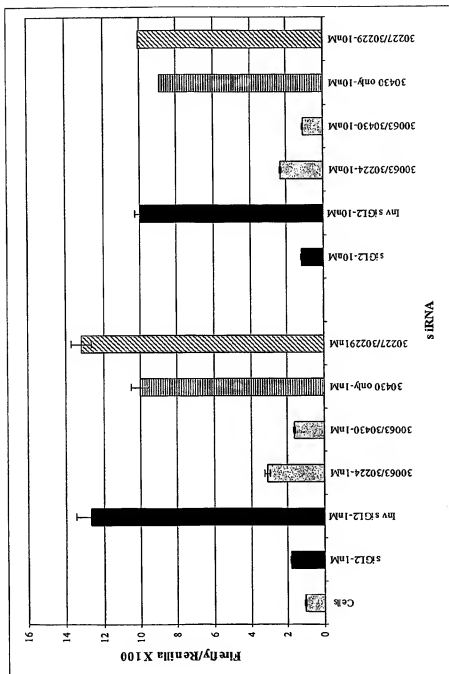 Firefly/Renilla X 100
16
14
12
10
8
6
4
2
0
Cells
siGL2-1nM
Inv siGL2-1nM
30063/30224-1nM
30063/30430-1nM
30430 only-1nM
30227/302291nM
siGL2-10nM
Inv siGL2-10nM
30063/30224-10nM
30063/30430-10nM
30430 only-10nM
30227/30229-10nM
siRNA